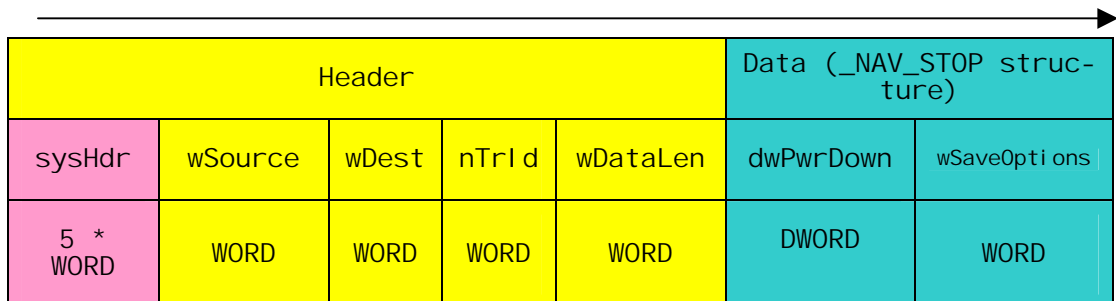 Header
Data (_NAV_STOP struc-
ture)
sysHdr wSource wDest nTrId wDataLen dwPwrDown wSaveOptions
5 *
WORD WORD WORD WORD WORD DWORD WORD